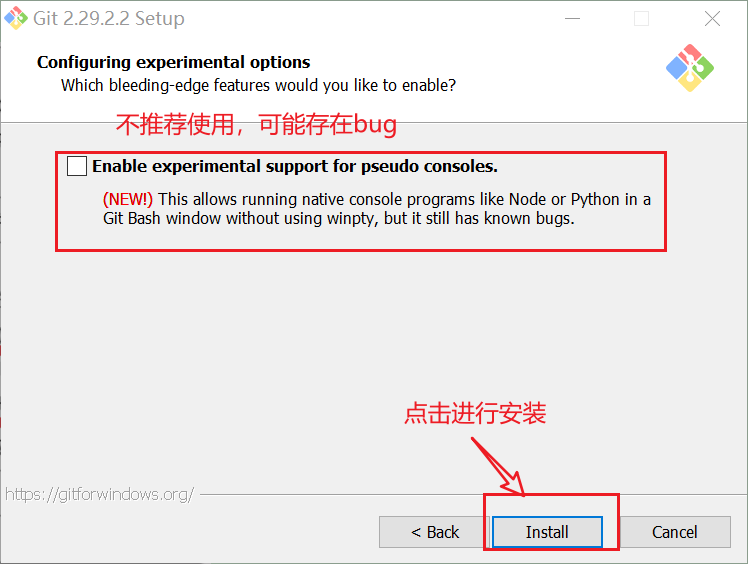 Git 2.29.2.2 Setup
Configuring experimental options
Which bleeding-edge features would you like to enable?
不推荐使用，可能存在bug
Enable experimental support for pseudo consoles.
(NEW!) This allows running native console programs like Node or Python in a
Git Bash window without using winpty, but it still has known bugs.
点击进行安装
https://gitforwindows.org/
< Back
Install
Cancel